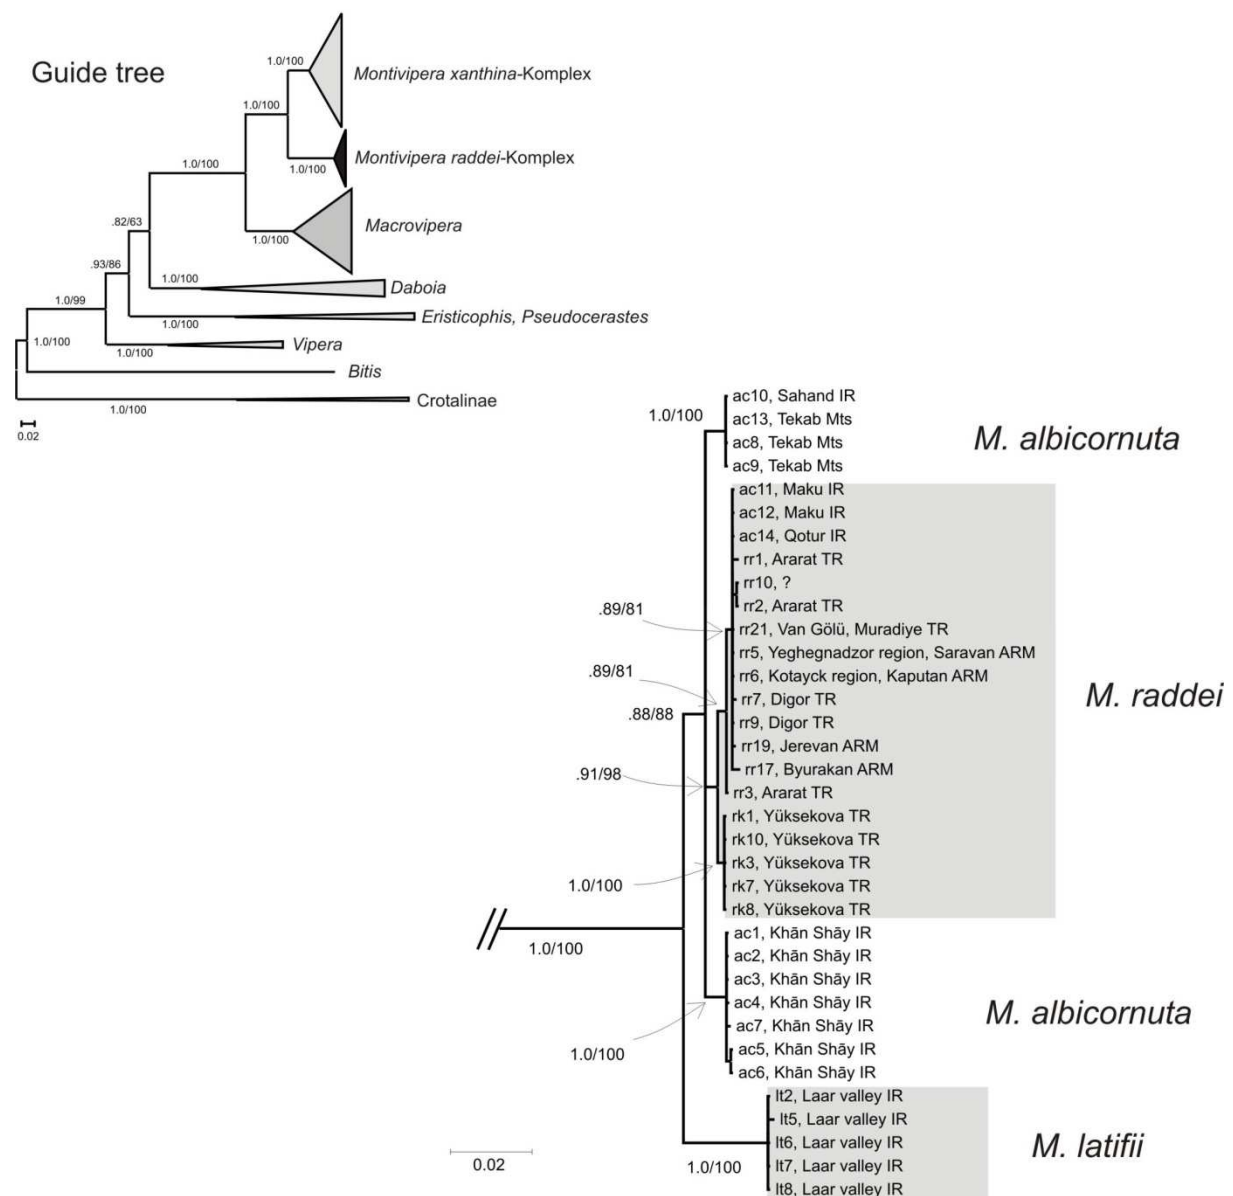 Guide tree
1.0/100
Montivipera xanthina-Komplex
1.0/100
1.0/100
Montivipera raddei-Komplex
1.0/100
1.0/100
Macrovipera
.82/63
.93/86
1.0/100
Daboia
1.0/99
1.0/100
Eristicophis, Pseudocerastes
1.0/100
1.0/100
Vipera
Bitis
1.0/100
Crotalinae
0.02
1.0/100
ac10, Sahand IR
ac13, Tekab Mts
ac8, Tekab Mts
ac9, Tekab Mts
M. albicornuta
ac11, Maku IR
ac12, Maku IR
ac14, Qotur IR
rr1, Ararat TR
rr10, ?
rr2, Ararat TR
rr21, Van Gölü, Muradiye TR
rr5, Yeghegnadzor region, Saravan ARM
rr6, Kotayck region, Kaputan ARM
rr7, Digor TR
rr9, Digor TR
rr19, Jerevan ARM
rr17, Byurakan ARM
rr3, Ararat TR
rk1, Yüksekova TR
rk10, Yüksekova TR
rk3, Yüksekova TR
rk7, Yüksekova TR
rk8, Yüksekova TR
M. raddei
.89/81
.89/81
.88/88
.91/98
1.0/100
1.0/100
ac1, Khān Shāy IR
ac2, Khān Shāy IR
ac3, Khān Shāy IR
ac4, Khān Shāy IR
ac7, Khān Shāy IR
ac5, Khān Shāy IR
ac6, Khān Shāy IR
M. albicornuta
1.0/100
lt2, Laar valley IR
lt5, Laar valley IR
lt6, Laar valley IR
lt7, Laar valley IR
lt8, Laar valley IR
M. latifii
1.0/100
0.02